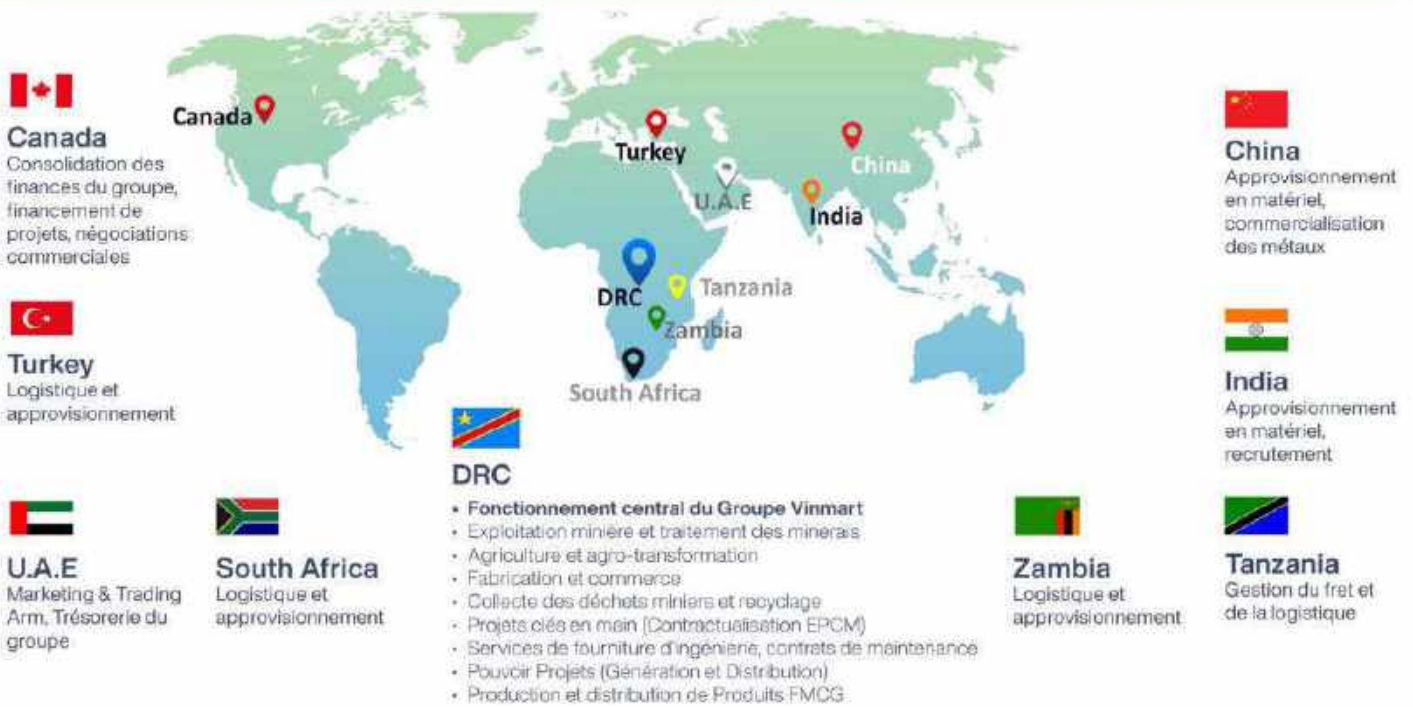 Canada
Turkey
China
U.A.E
India
DRC
Tanzania
Zambia
South Africa
Canada
Consolidation des
finances du groupe,
financement de
projets, négociations
commerciales
Turkey
Logistique et
approvisionnement
U.A.E
Marketing & Trading
Arm, Trésorerie du
groupe
South Africa
Logistique et
approvisionnement
DRC
• Fonctionnement central du Groupe Vinmart
• Exploitation minière et traitement des minerais
• Agriculture et agro-transformation
• Fabrication et commerce
• Collecte des déchets miniers et recyclage
• Projets clés en main (Contractualisation EPCM)
• Services de fourniture d'ingénierie, contrats de maintenance
• Pouvoir Projets (Génération et Distribution)
• Production et distribution de Produits FMCG
China
Approvisionnement
en matériel,
commercialisation
des métaux
India
Approvisionnement
en matériel,
recrutement
Zambia
Logistique et
approvisionnement
Tanzania
Gestion du fret et
de la logistique